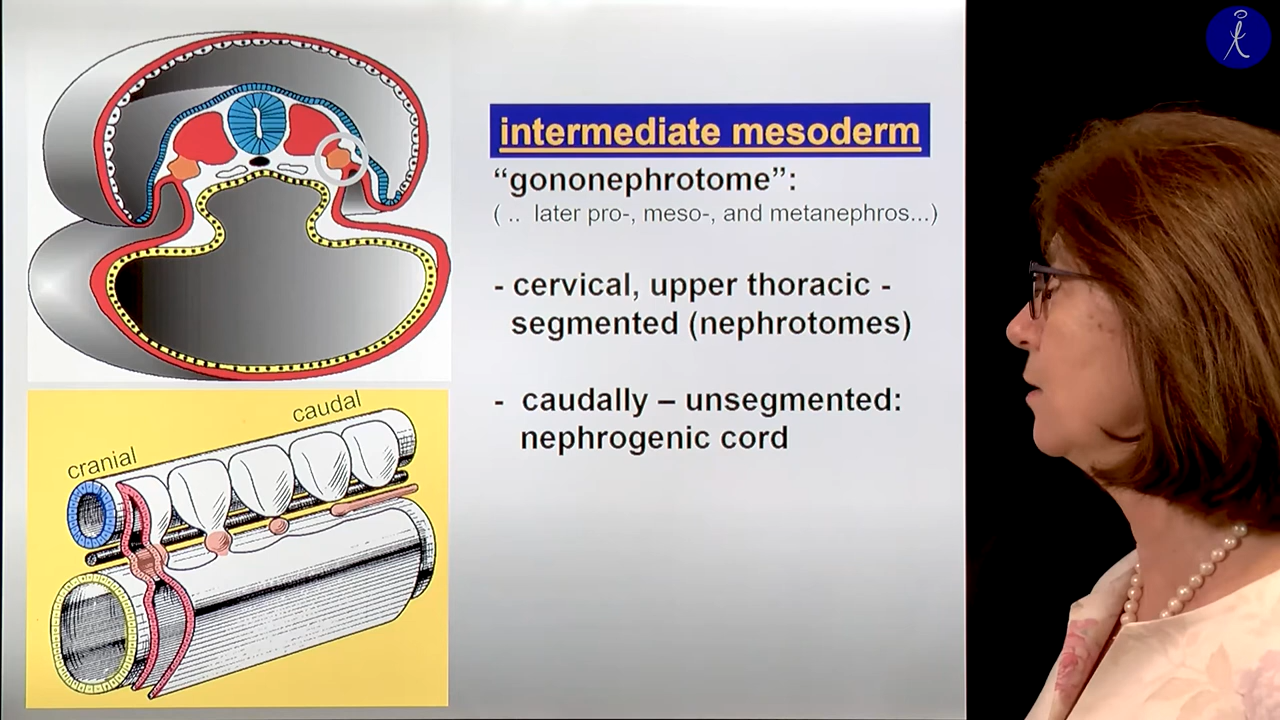 intermediate mesoderm
“gononephrotome”:
( .. later pro-, meso-, and metanephros...)
- cervical, upper thoracic -
segmented (nephrotomes)
- caudally – unsegmented:
nephrogenic cord
caudal
cranial